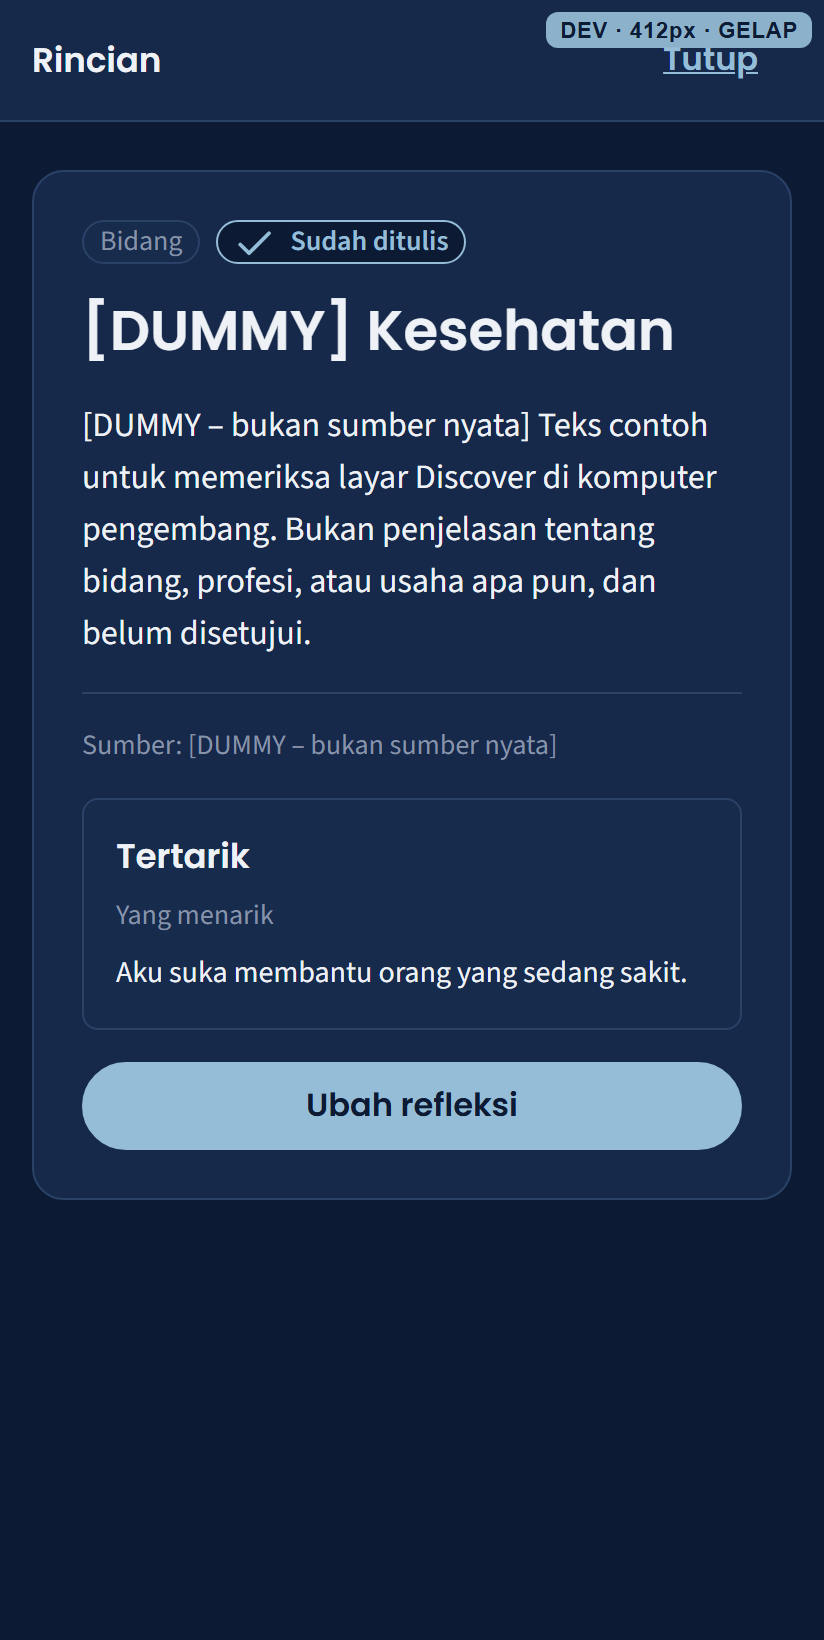 DEV · 412px · GELAP
Rincian
Tutup
Bidang
Sudah ditulis
[DUMMY] Kesehatan
[DUMMY – bukan sumber nyata] Teks contoh
untuk memeriksa layar Discover di komputer
pengembang. Bukan penjelasan tentang
bidang, profesi, atau usaha apa pun, dan
belum disetujui.
Sumber: [DUMMY – bukan sumber nyata]
Tertarik
Yang menarik
Aku suka membantu orang yang sedang sakit.
Ubah refleksi